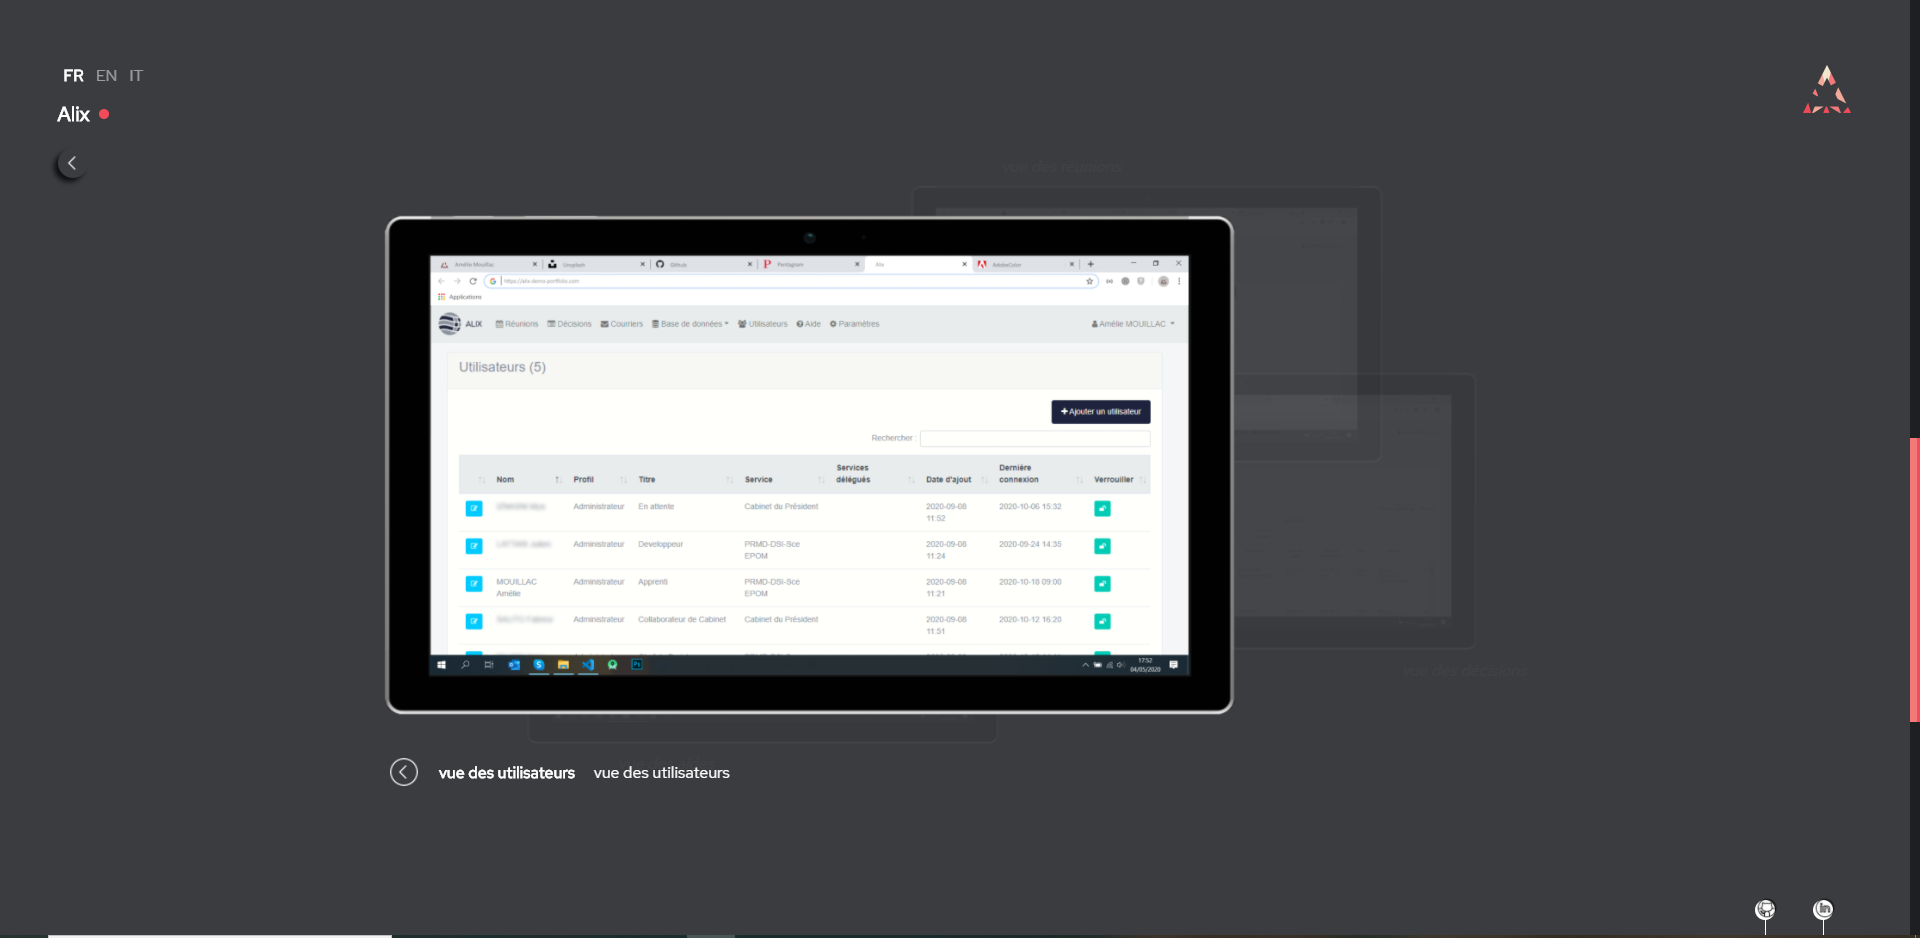 FR EN IT
Alix
vue des réunions
Amélie Mouillac Unsplash Github Pentagram Alix AdobeColor
https://alix-demo.portfolio.com
Applications
ALIX Réunions Décisions Courriers Base de données Utilisateurs Aide Paramètres Amélie MOUILLAC
Utilisateurs (5)
Ajouter un utilisateur
Rechercher :
Nom Profil Titre Service Services délégués Date d'ajout Dernière connexion Verrouiller
Administrateur En attente Cabinet du Président 2020-09-08 11:52 2020-10-06 15:32
Administrateur Developpeur PRMD-DSI-Sce EPOM 2020-09-08 11:24 2020-09-24 14:35
MOUILLAC Amélie Administrateur Apprenti PRMD-DSI-Sce EPOM 2020-09-08 11:21 2020-10-18 09:00
Administrateur Collaborateur de Cabinet Cabinet du Président 2020-09-08 11:51 2020-10-12 16:20
17:52
04/05/2020
vue des décisions
vue des utilisateurs vue des utilisateurs